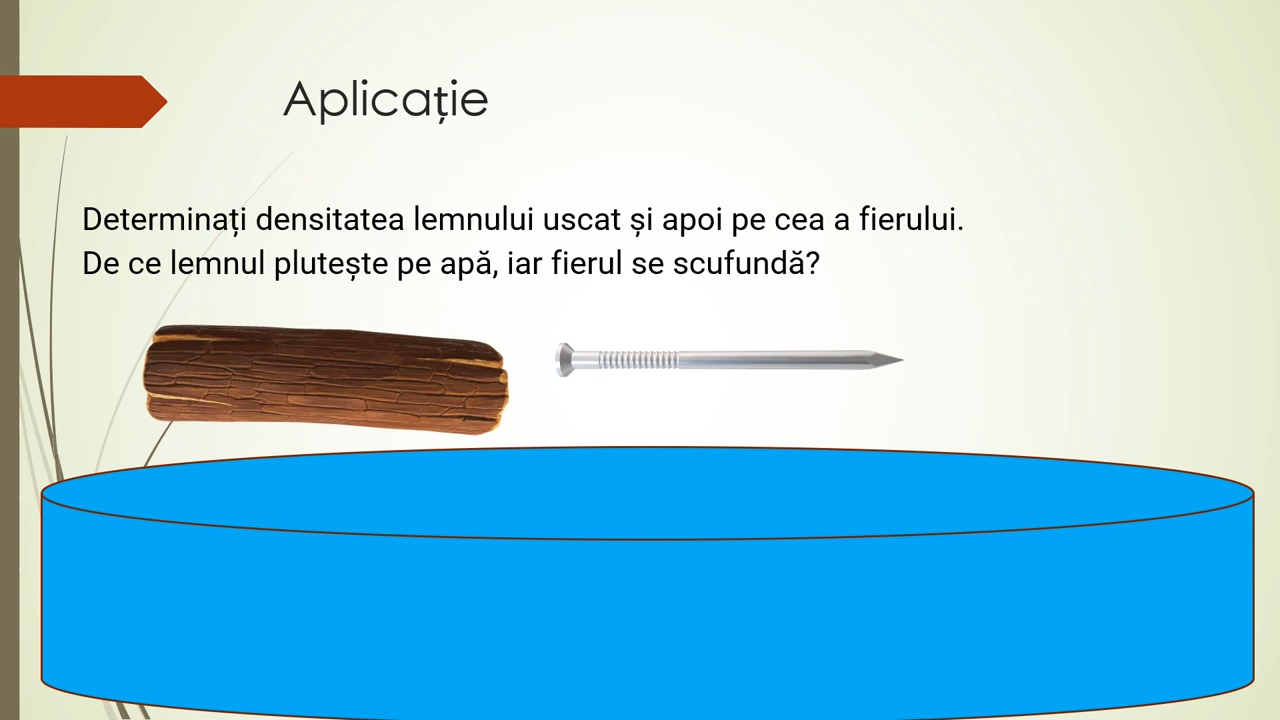 Aplicație
Determinați densitatea lemnului uscat și apoi pe cea a fierului.
De ce lemnul plutește pe apă, iar fierul se scufundă?